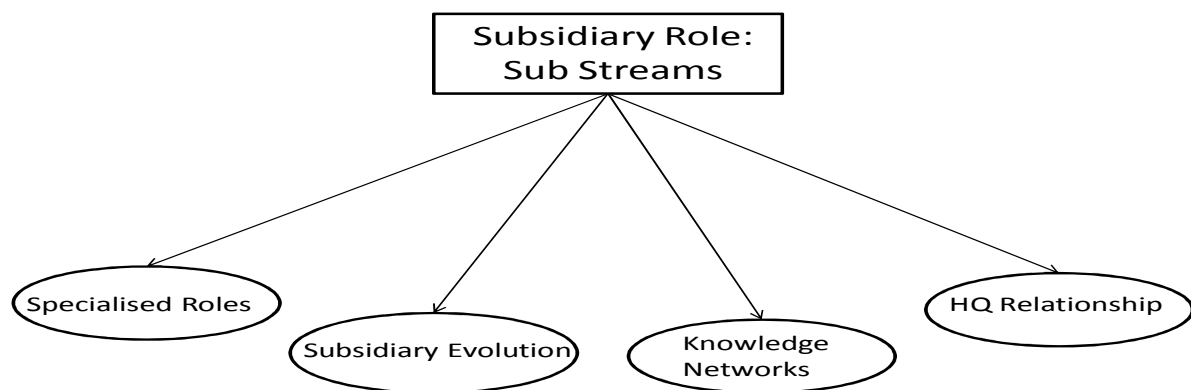 Subsidiary Role:
Sub Streams
Specialised Roles
Subsidiary Evolution
Knowledge
Networks
HQ Relationship